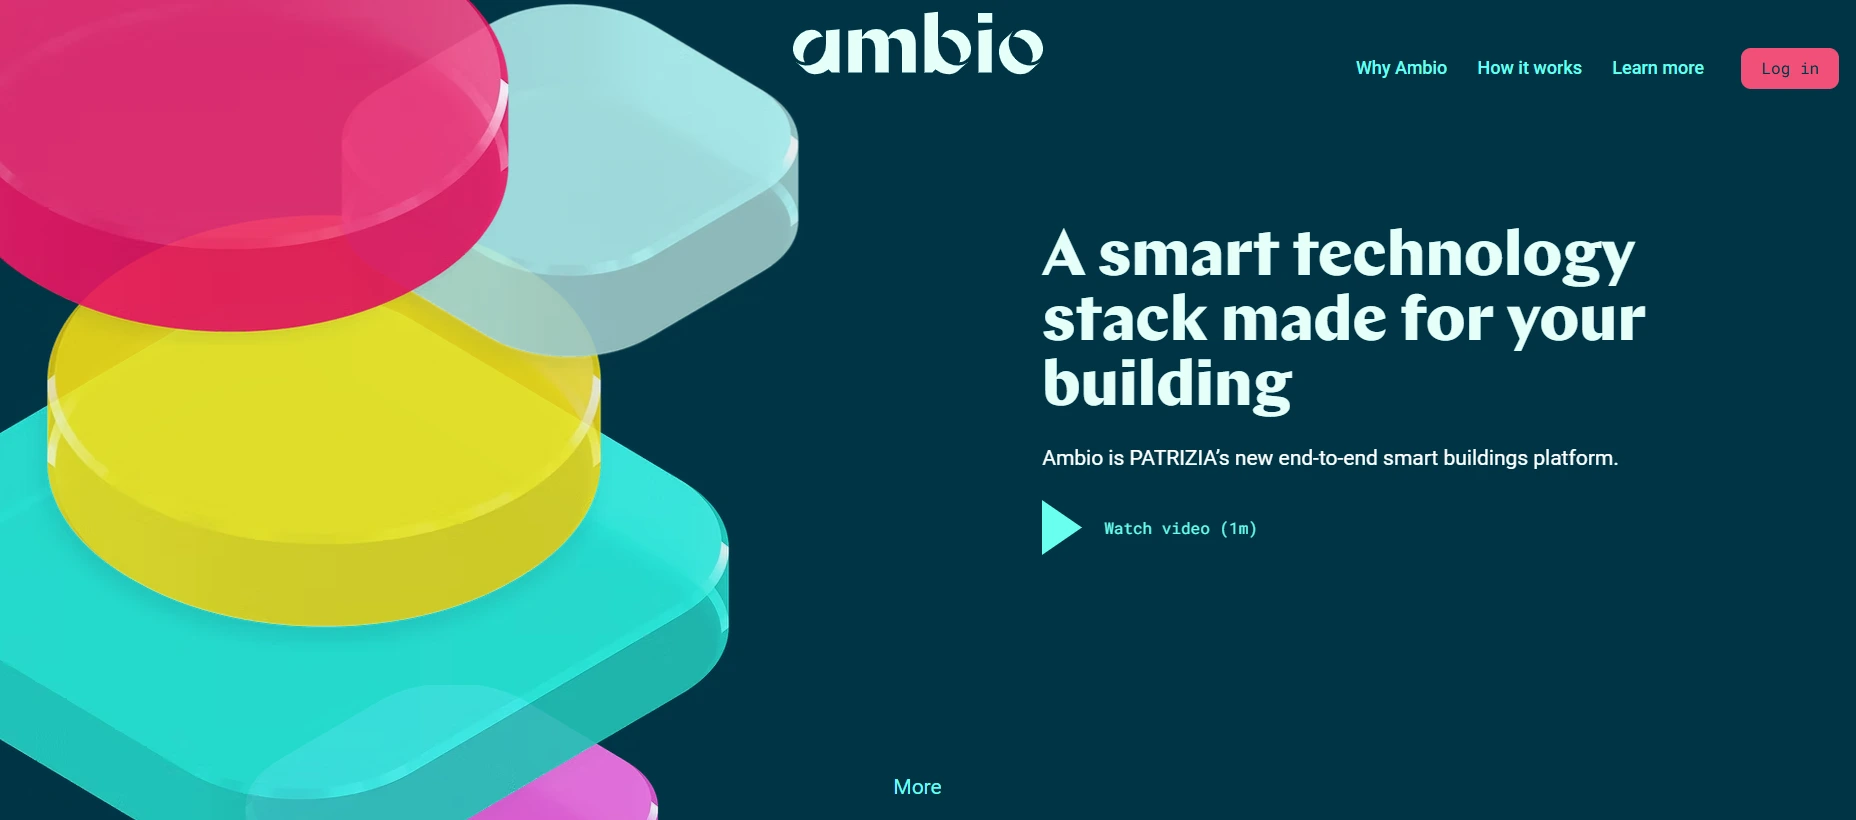 ambio
Why Ambio
How it works
Learn more
Log in
A smart technology
stack made for your
building
Ambio is PATRIZIA’s new end-to-end smart buildings platform.
Watch video (1m)
More